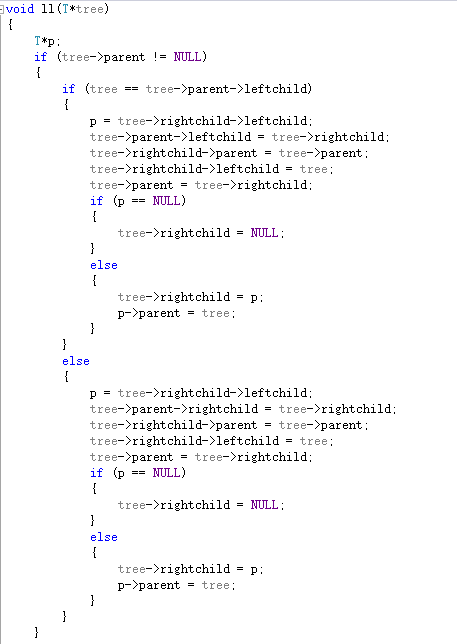 void ll(T*tree)
{
T*p;
if (tree->parent != NULL)
{
if (tree == tree->parent->leftchild)
{
p = tree->rightchild->leftchild;
tree->parent->leftchild = tree->rightchild;
tree->rightchild->parent = tree->parent;
tree->rightchild->leftchild = tree;
tree->parent = tree->rightchild;
if (p == NULL)
{
tree->rightchild = NULL;
}
else
{
tree->rightchild = p;
p->parent = tree;
}
}
else
{
p = tree->rightchild->leftchild;
tree->parent->rightchild = tree->rightchild;
tree->rightchild->parent = tree->parent;
tree->rightchild->leftchild = tree;
tree->parent = tree->rightchild;
if (p == NULL)
{
tree->rightchild = NULL;
}
else
{
tree->rightchild = p;
p->parent = tree;
}
}
}